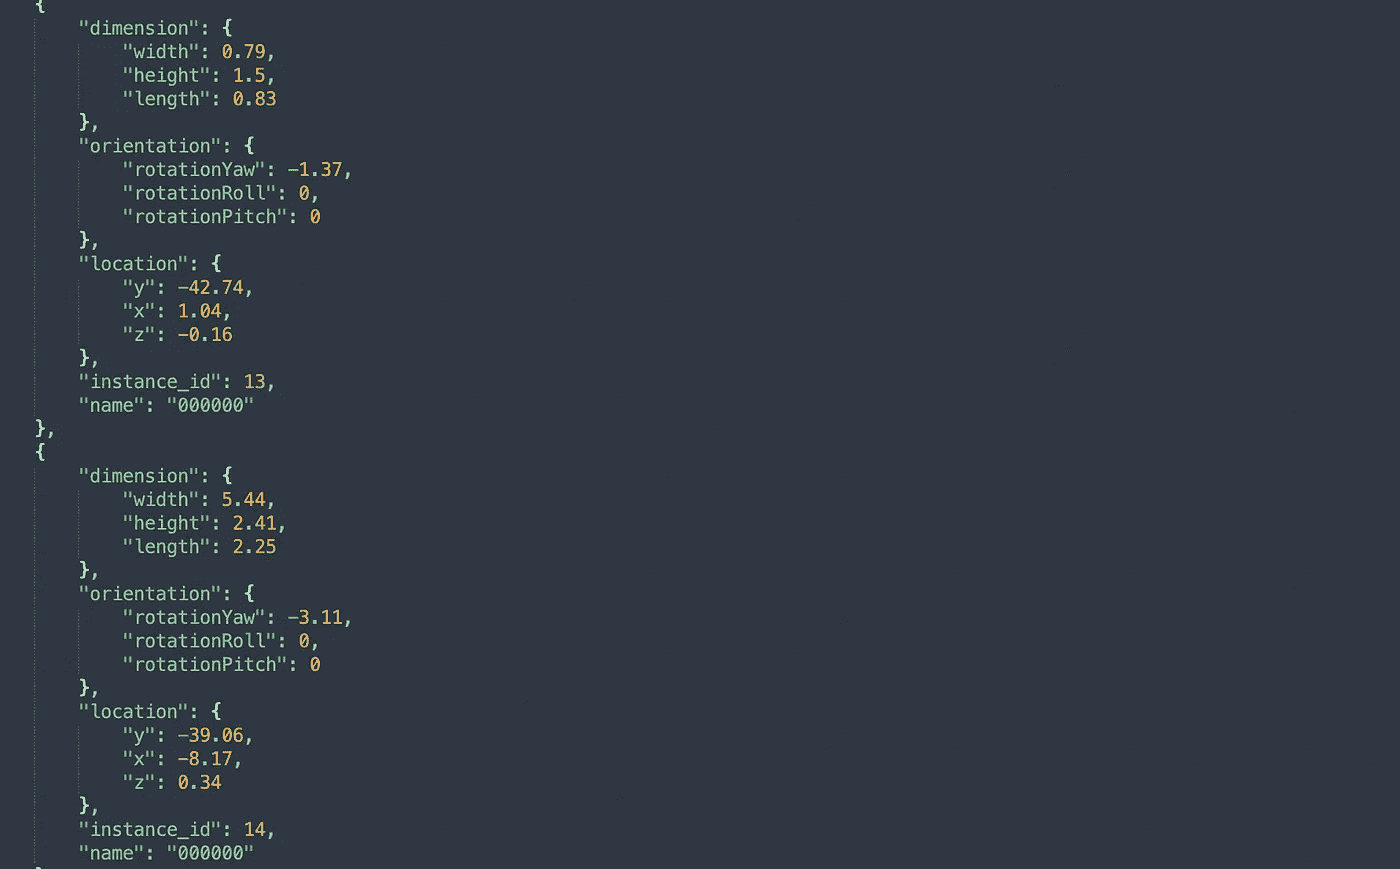 {
"dimension": {
"width": 0.79,
"height": 1.5,
"length": 0.83
},
"orientation": {
"rotationYaw": -1.37,
"rotationRoll": 0,
"rotationPitch": 0
},
"location": {
"y": -42.74,
"x": 1.04,
"z": -0.16
},
"instance_id": 13,
"name": "000000"
},
{
"dimension": {
"width": 5.44,
"height": 2.41,
"length": 2.25
},
"orientation": {
"rotationYaw": -3.11,
"rotationRoll": 0,
"rotationPitch": 0
},
"location": {
"y": -39.06,
"x": -8.17,
"z": 0.34
},
"instance_id": 14,
"name": "000000"